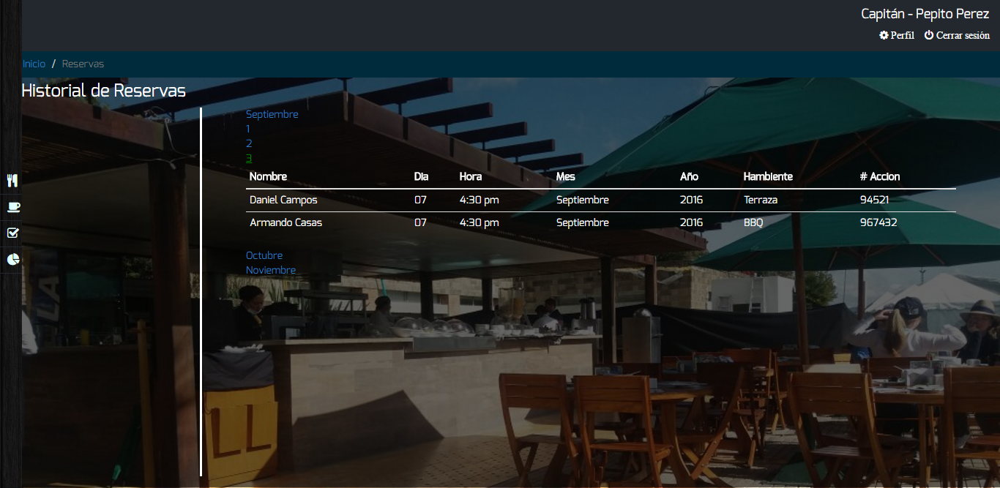 Capitán - Pepito Perez
Perfil Cerrar sesión
Inicio / Reservas
Historial de Reservas
Septiembre
1
2
3
Nombre Dia Hora Mes Año Hambiente # Accion
Daniel Campos 07 4:30 pm Septiembre 2016 Terraza 94521
Armando Casas 07 4:30 pm Septiembre 2016 BBQ 967432
Octubre
Noviembre
LL